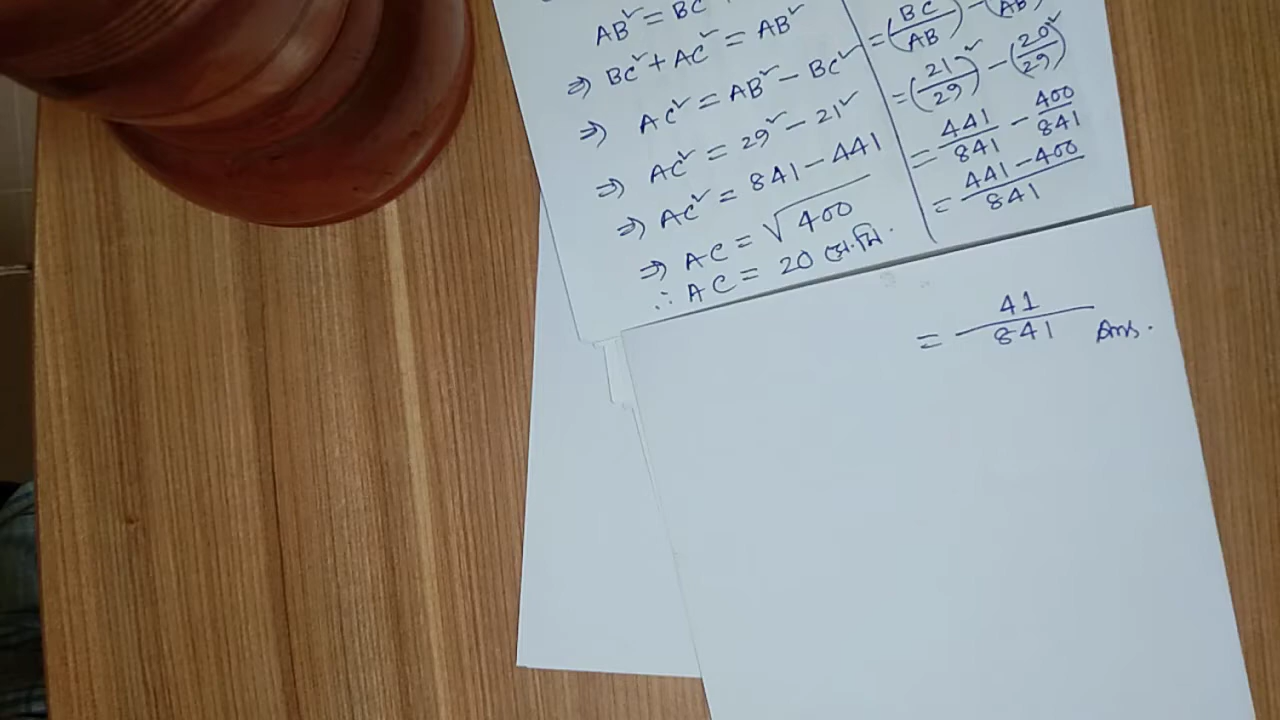 AB² = BC
⇒ BC² + AC² = AB²
⇒ AC² = AB² - BC²
⇒ AC² = 29² - 21²
⇒ AC² = 841 - 441
⇒ AC = √400
∴ AC = 20 সে.মি.
= (BC/AB)² - (AB)
= (21/29)² - (20/29)²
= 441/841 - 400/841
= 441-400/841
= 41/841 Ans.